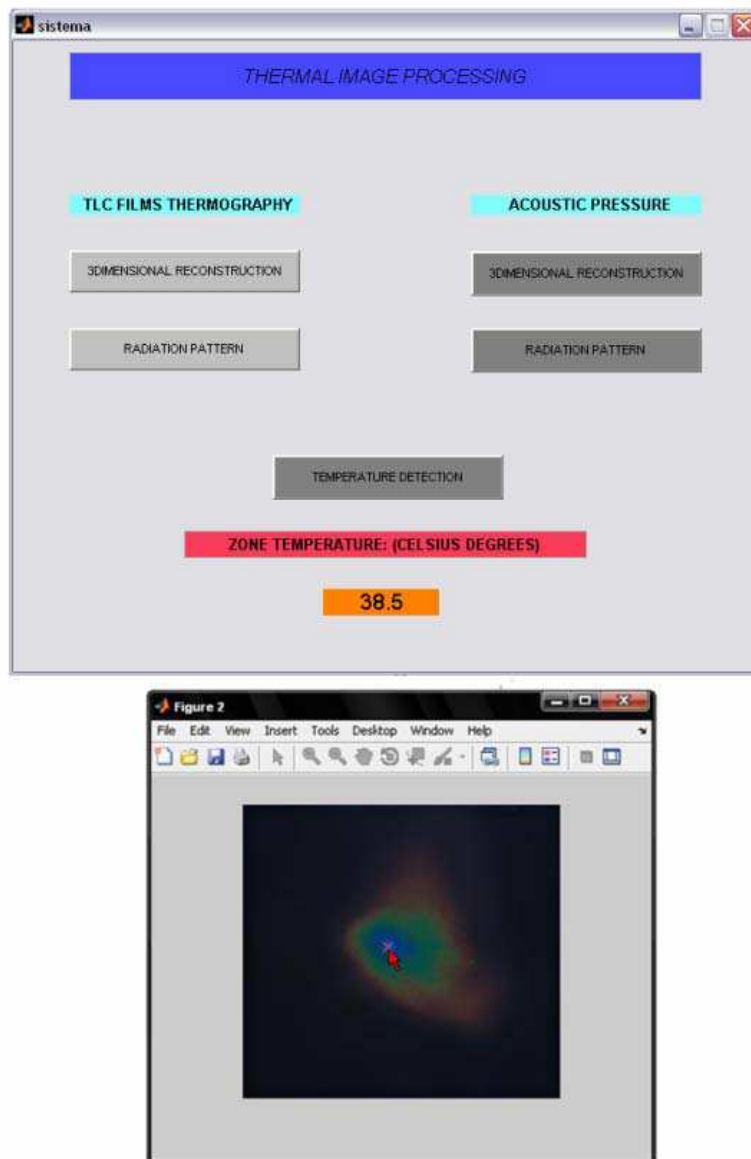 sistema
THERMAL IMAGE PROCESSING
TLC FILMS THERMOGRAPHY
ACOUSTIC PRESSURE
3DIMENSIONAL RECONSTRUCTION
3DIMENSIONAL RECONSTRUCTION
RADIATION PATTERN
RADIATION PATTERN
TEMPERATURE DETECTION
ZONE TEMPERATURE: (CELSIUS DEGREES)
38.5
Figure 2
File Edit View Insert Tools Desktop Window Help